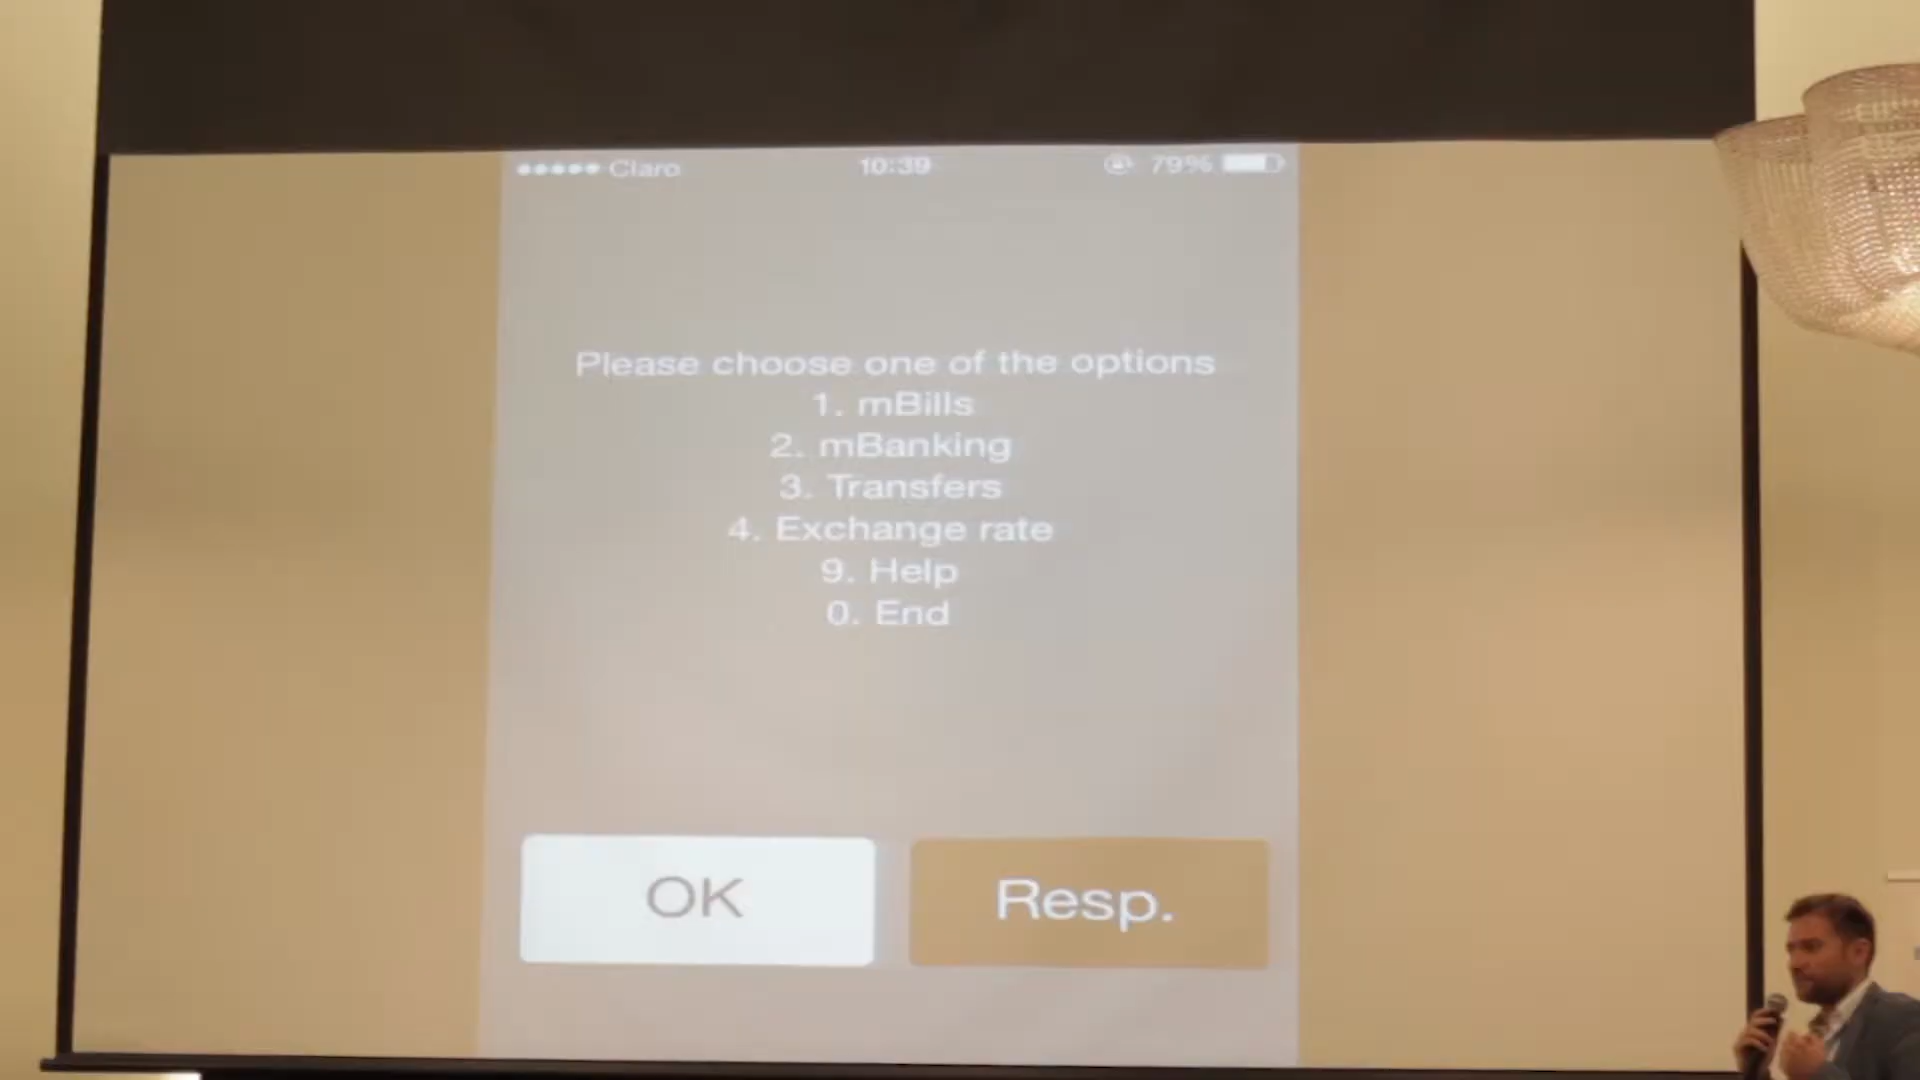 Claro 10:39 79%
Please choose one of the options
1. mBills
2. mBanking
3. Transfers
4. Exchange rate
9. Help
0. End
OK Resp.